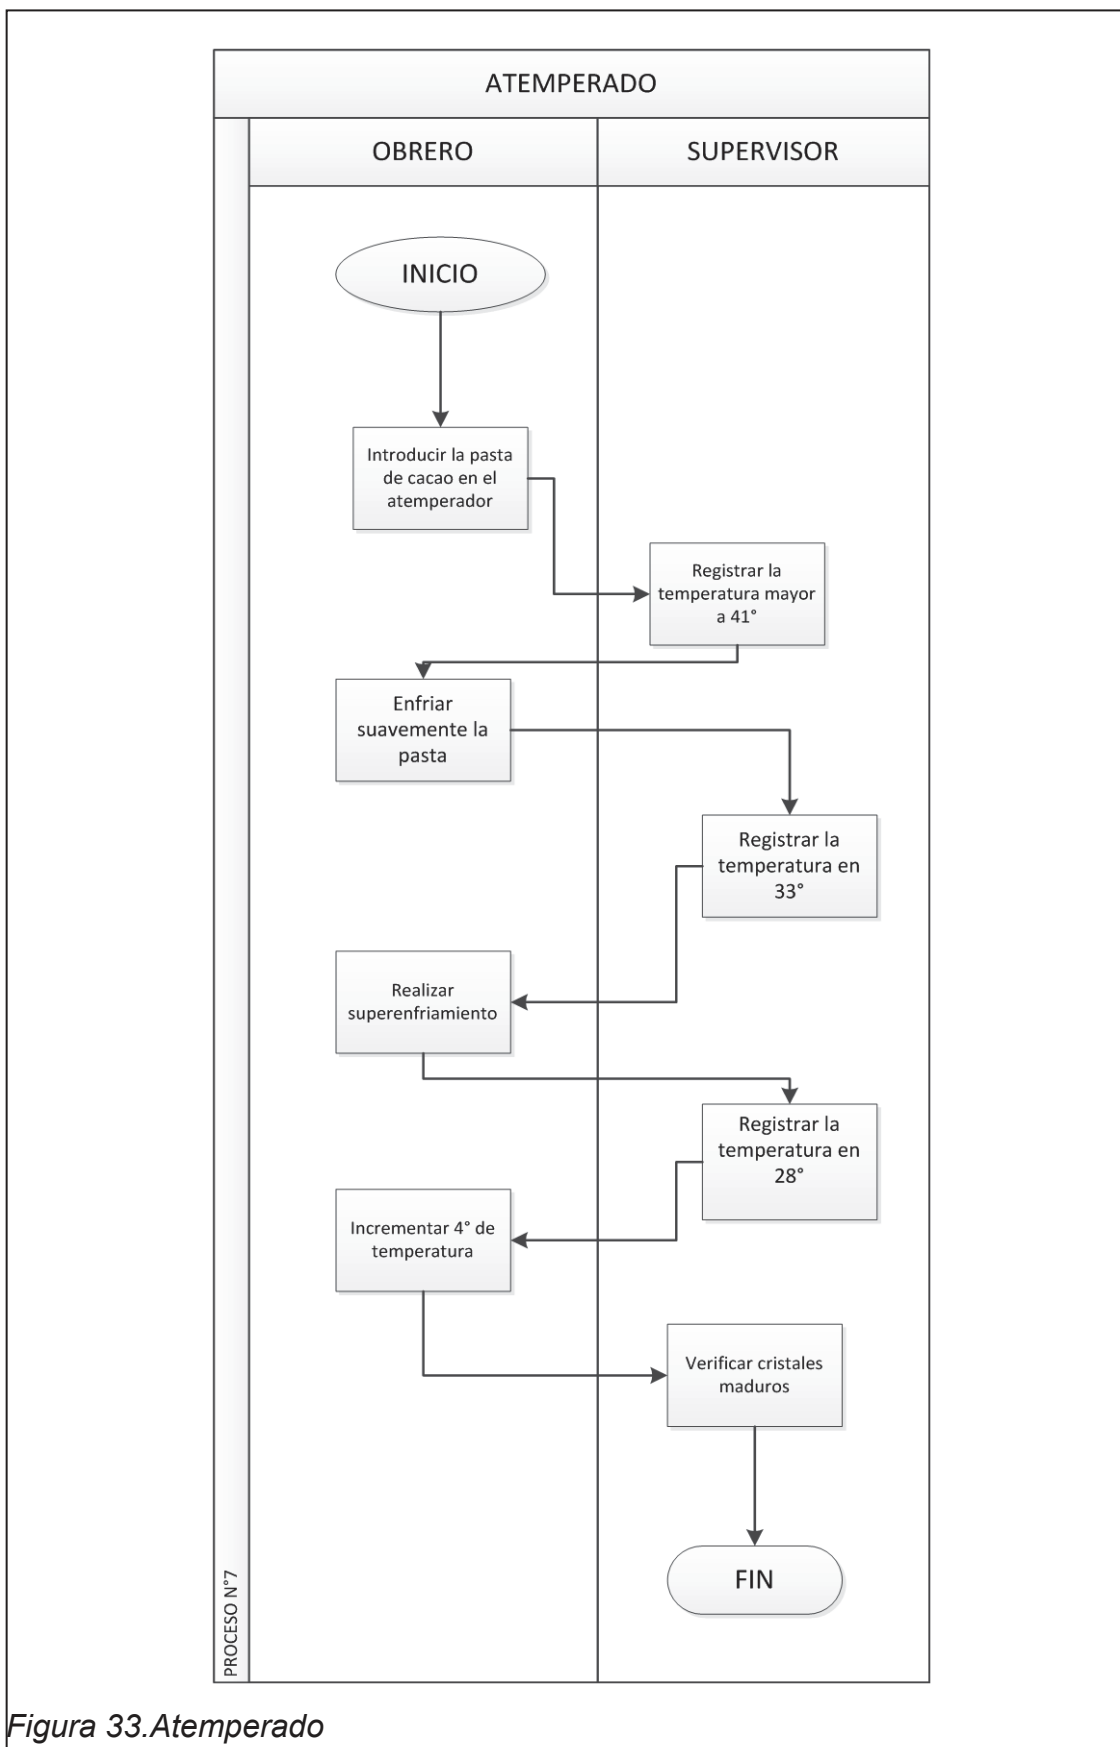 ATEMPERADO
OBRERO
SUPERVISOR
INICIO
Introducir la pasta
de cacao en el
atemperador
Registrar la
temperatura mayor
a 41°
Enfriar
suavemente la
pasta
Registrar la
temperatura en
33°
Realizar
superenfriamiento
Registrar la
temperatura en
28°
Incrementar 4° de
temperatura
Verificar cristales
maduros
FIN
PROCESO N°7
Figura 33.Atemperado